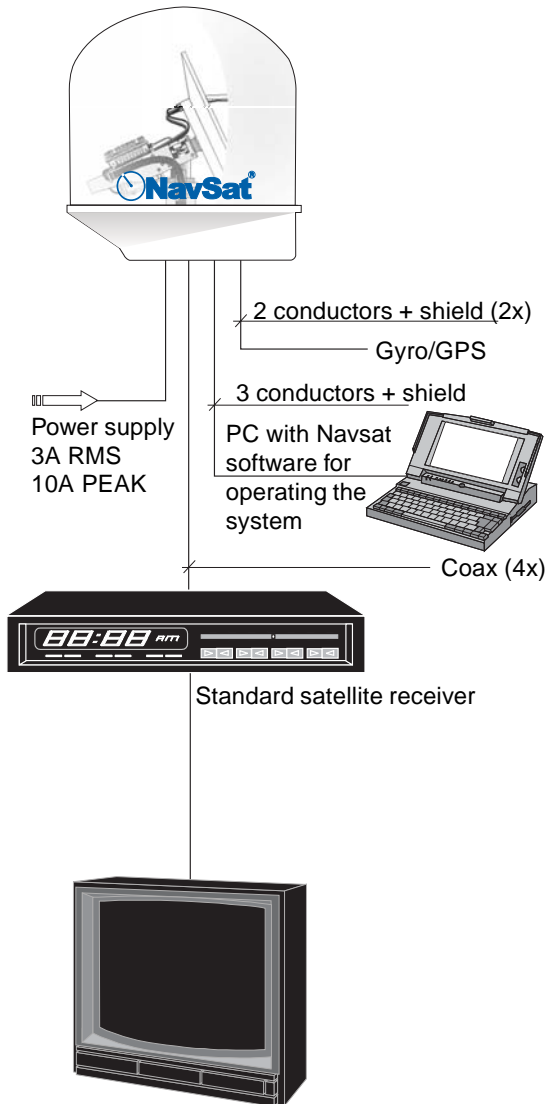 NavSat®
2 conductors + shield (2x)
Gyro/GPS
3 conductors + shield
Power supply
3A RMS
10A PEAK
PC with Navsat
software for
operating the
system
Coax (4x)
88:88 AM
Standard satellite receiver